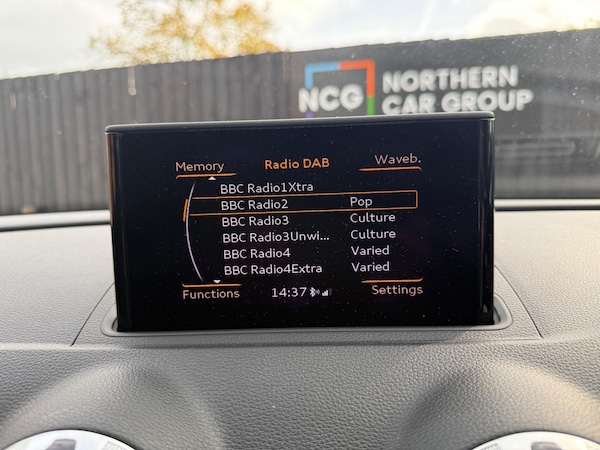 NCG NORTHERN
CAR GROUP
Memory Radio DAB Waveb.
BBC Radio1Xtra
BBC Radio2 Pop
BBC Radio3 Culture
BBC Radio3Unwi... Culture
BBC Radio4 Varied
BBC Radio4Extra Varied
Functions 14:37 Settings